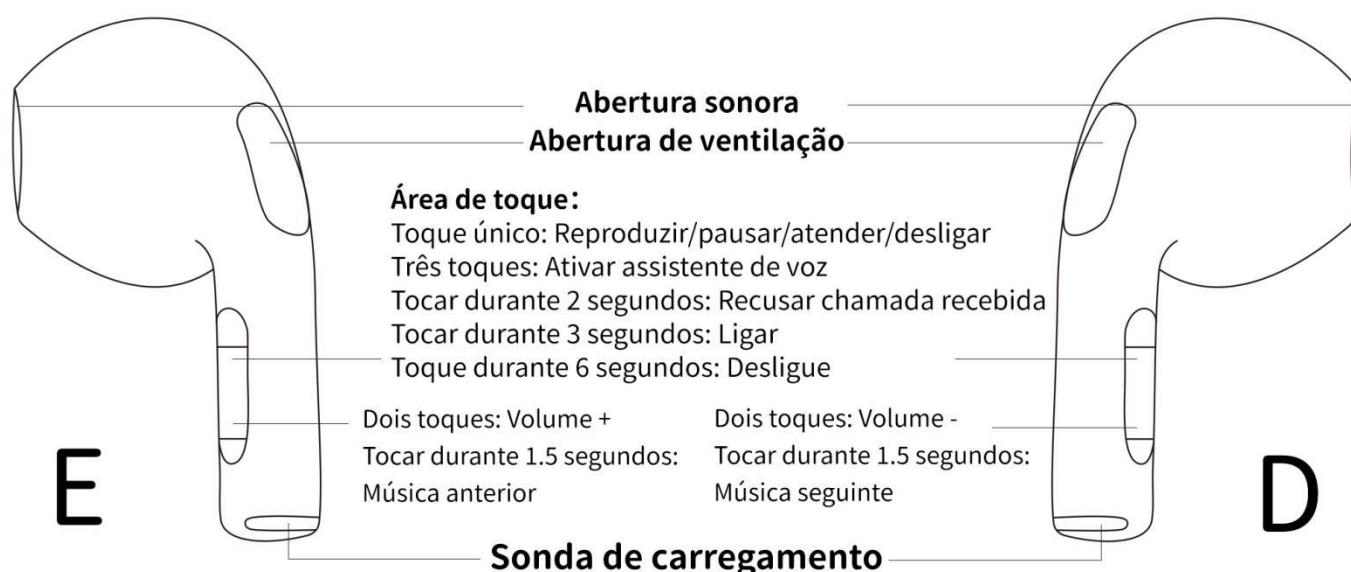 Abertura sonora
Abertura de ventilação
Área de toque:
Toque único: Reproduzir/pausar/atender/desligar
Três toques: Ativar assistente de voz
Tocar durante 2 segundos: Recusar chamada recebida
Tocar durante 3 segundos: Ligar
Toque durante 6 segundos: Desligue
Dois toques: Volume +
Tocar durante 1.5 segundos:
Música anterior
Dois toques: Volume -
Tocar durante 1.5 segundos:
Música seguinte
E
D
Sonda de carregamento